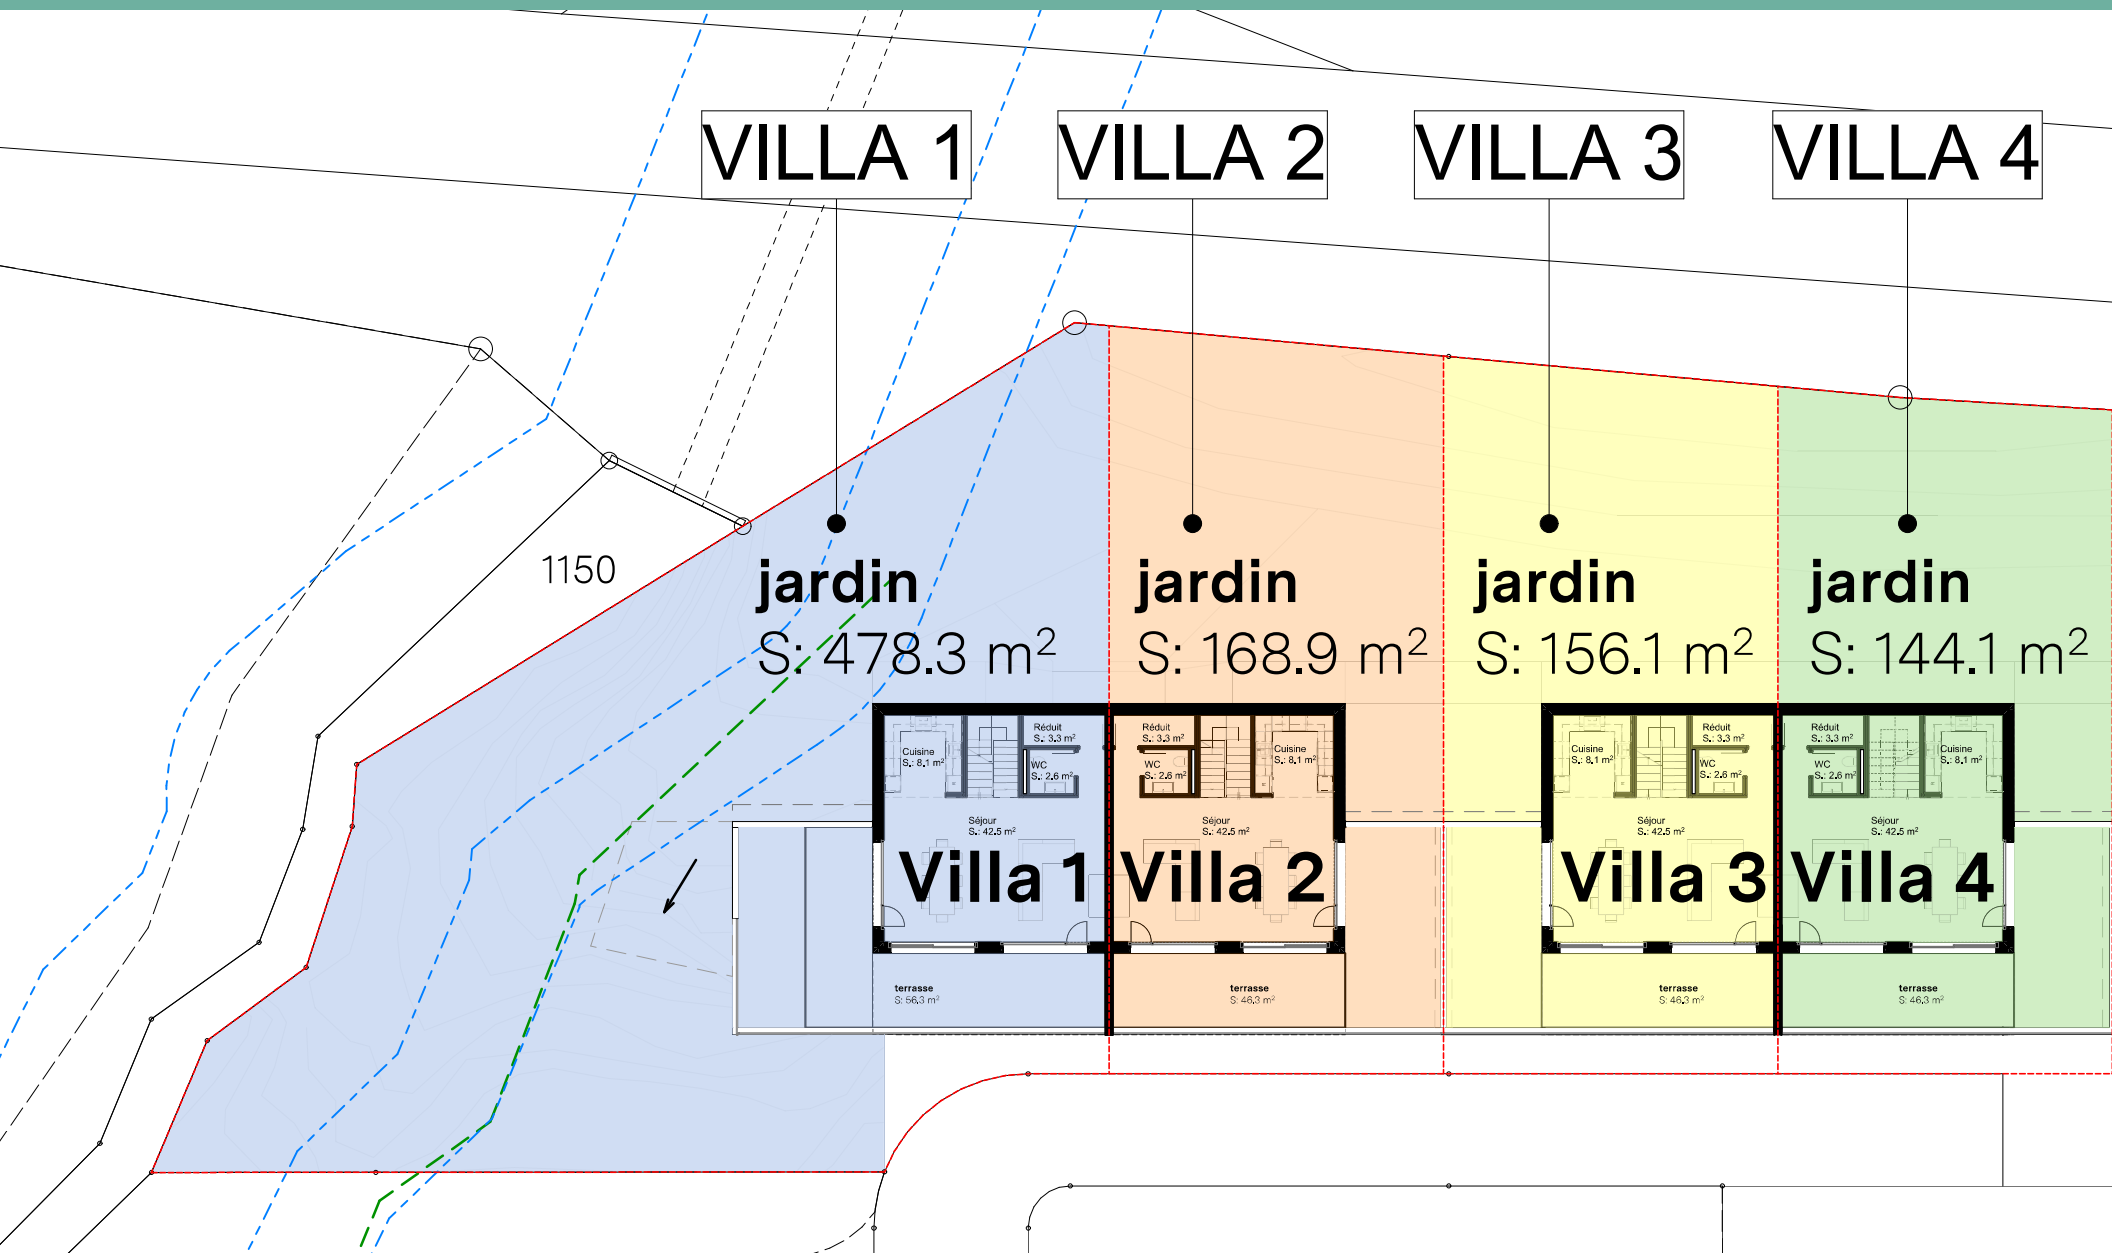 VILLA 1
VILLA 2
VILLA 3
VILLA 4
1150
jardin
S: 478.3 m²
jardin
S: 168.9 m²
jardin
S: 156.1 m²
jardin
S: 144.1 m²
Cuisine
S.: 8.1 m²
Réduit
S.: 3.3 m²
WC
S.: 2.6 m²
Séjour
S.: 42.5 m²
Villa 1
terrasse
S: 56.3 m²
Réduit
S.: 3.3 m²
WC
S.: 2.6 m²
Cuisine
S.: 8.1 m²
Séjour
S.: 42.5 m²
Villa 2
terrasse
S: 46.3 m²
Cuisine
S.: 8.1 m²
Réduit
S.: 3.3 m²
WC
S.: 2.6 m²
Séjour
S.: 42.5 m²
Villa 3
terrasse
S: 46.3 m²
Réduit
S.: 3.3 m²
WC
S.: 2.6 m²
Cuisine
S.: 8.1 m²
Séjour
S.: 42.5 m²
Villa 4
terrasse
S: 46.3 m²